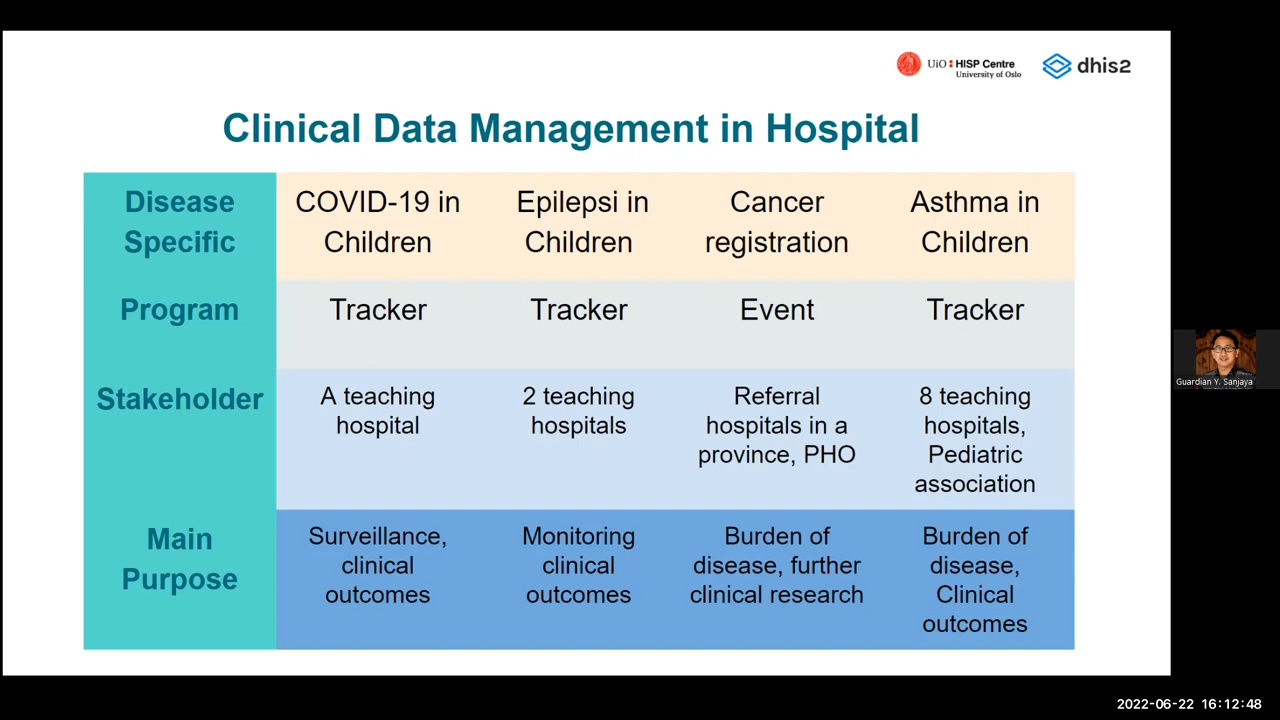 UiO : HISP Centre
University of Oslo
dhis2
Clinical Data Management in Hospital
Disease
Specific
COVID-19 in
Children
Epilepsi in
Children
Cancer
registration
Asthma in
Children
Program
Tracker
Tracker
Event
Tracker
Stakeholder
A teaching
hospital
2 teaching
hospitals
Referral
hospitals in a
province, PHO
8 teaching
hospitals,
Pediatric
association
Main
Purpose
Surveillance,
clinical
outcomes
Monitoring
clinical
outcomes
Burden of
disease, further
clinical research
Burden of
disease,
Clinical
outcomes
Guardian Y. Sanjaya
2022-06-22 16:12:48